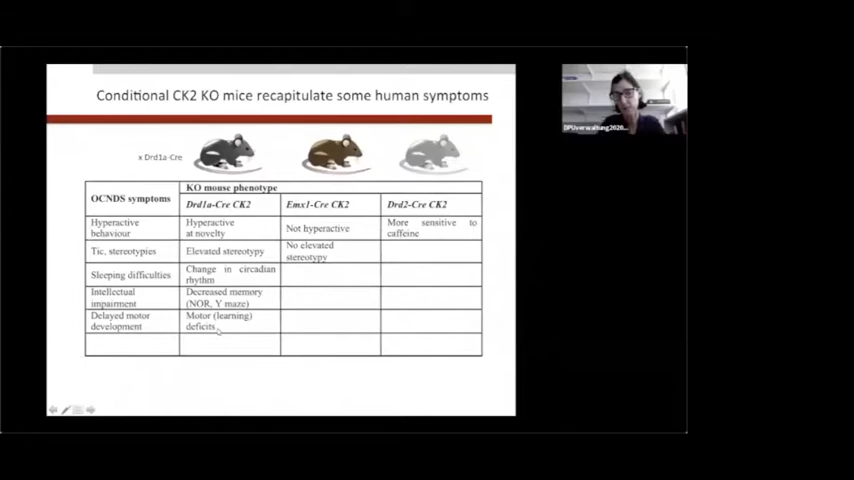 Conditional CK2 KO mice recapitulate some human symptoms
x Drd1a-Cre
OCNDS symptoms
KO mouse phenotype
Drd1a-Cre CK2
Emx1-Cre CK2
Drd2-Cre CK2
Hyperactive
behaviour
Hyperactive
at novelty
Not hyperactive
More sensitive to
caffeine
Tic, stereotypies
Elevated stereotypy
No elevated
stereotypy
Sleeping difficulties
Change in circadian
rhythm
Intellectual
impairment
Decreased memory
(NOR, Y maze)
Delayed motor
development
Motor (learning)
deficits
DPUverwaltung2020...